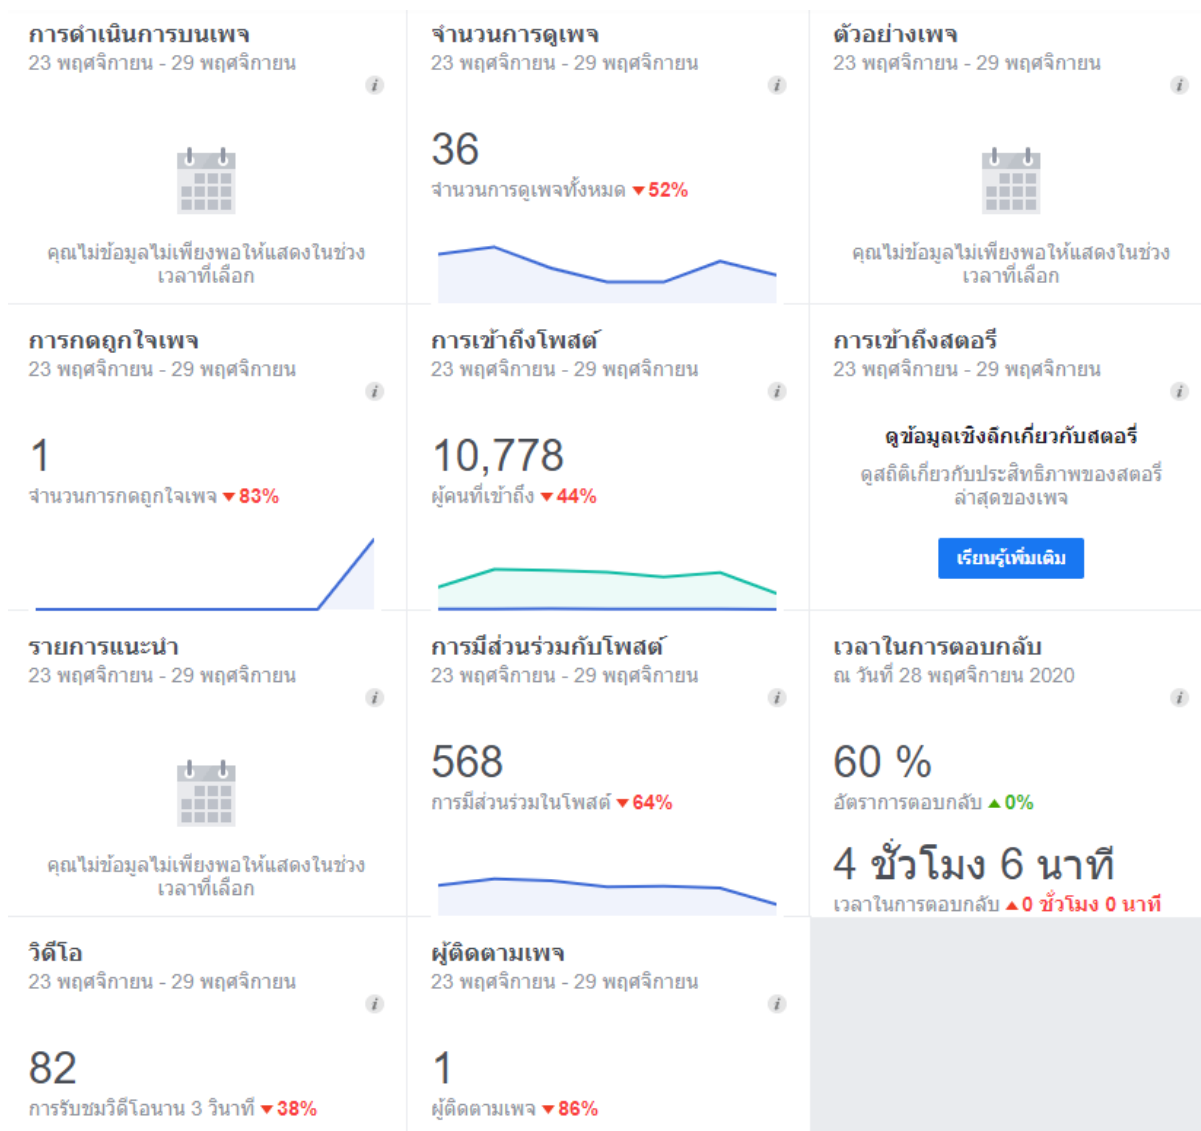 การดำเนินการบนเพจ
23 พฤศจิกายน - 29 พฤศจิกายน
คุณไม่ข้อมูลไม่เพียงพอให้แสดงในช่วง
เวลาที่เลือก
จำนวนการดูเพจ
23 พฤศจิกายน - 29 พฤศจิกายน
36
จำนวนการดูเพจทั้งหมด ▼52%
ตัวอย่างเพจ
23 พฤศจิกายน - 29 พฤศจิกายน
คุณไม่ข้อมูลไม่เพียงพอให้แสดงในช่วง
เวลาที่เลือก
การกดถูกใจเพจ
23 พฤศจิกายน - 29 พฤศจิกายน
1
จำนวนการกดถูกใจเพจ ▼83%
การเข้าถึงโพสต์
23 พฤศจิกายน - 29 พฤศจิกายน
10,778
ผู้คนที่เข้าถึง ▼44%
การเข้าถึงสตอรี่
23 พฤศจิกายน - 29 พฤศจิกายน
ดูข้อมูลเชิงลึกเกี่ยวกับสตอรี่
ดูสถิติเกี่ยวกับประสิทธิภาพของสตอรี่
ล่าสุดของเพจ
เรียนรู้เพิ่มเติม
รายการแนะนำ
23 พฤศจิกายน - 29 พฤศจิกายน
คุณไม่ข้อมูลไม่เพียงพอให้แสดงในช่วง
เวลาที่เลือก
การมีส่วนร่วมกับโพสต์
23 พฤศจิกายน - 29 พฤศจิกายน
568
การมีส่วนร่วมในโพสต์ ▼64%
เวลาในการตอบกลับ
ณ วันที่ 28 พฤศจิกายน 2020
60 %
อัตราการตอบกลับ ▲0%
4 ชั่วโมง 6 นาที
เวลาในการตอบกลับ ▲0 ชั่วโมง 0 นาที
วิดีโอ
23 พฤศจิกายน - 29 พฤศจิกายน
82
การรับชมวิดีโอนาน 3 วินาที ▼38%
ผู้ติดตามเพจ
23 พฤศจิกายน - 29 พฤศจิกายน
1
ผู้ติดตามเพจ ▼86%